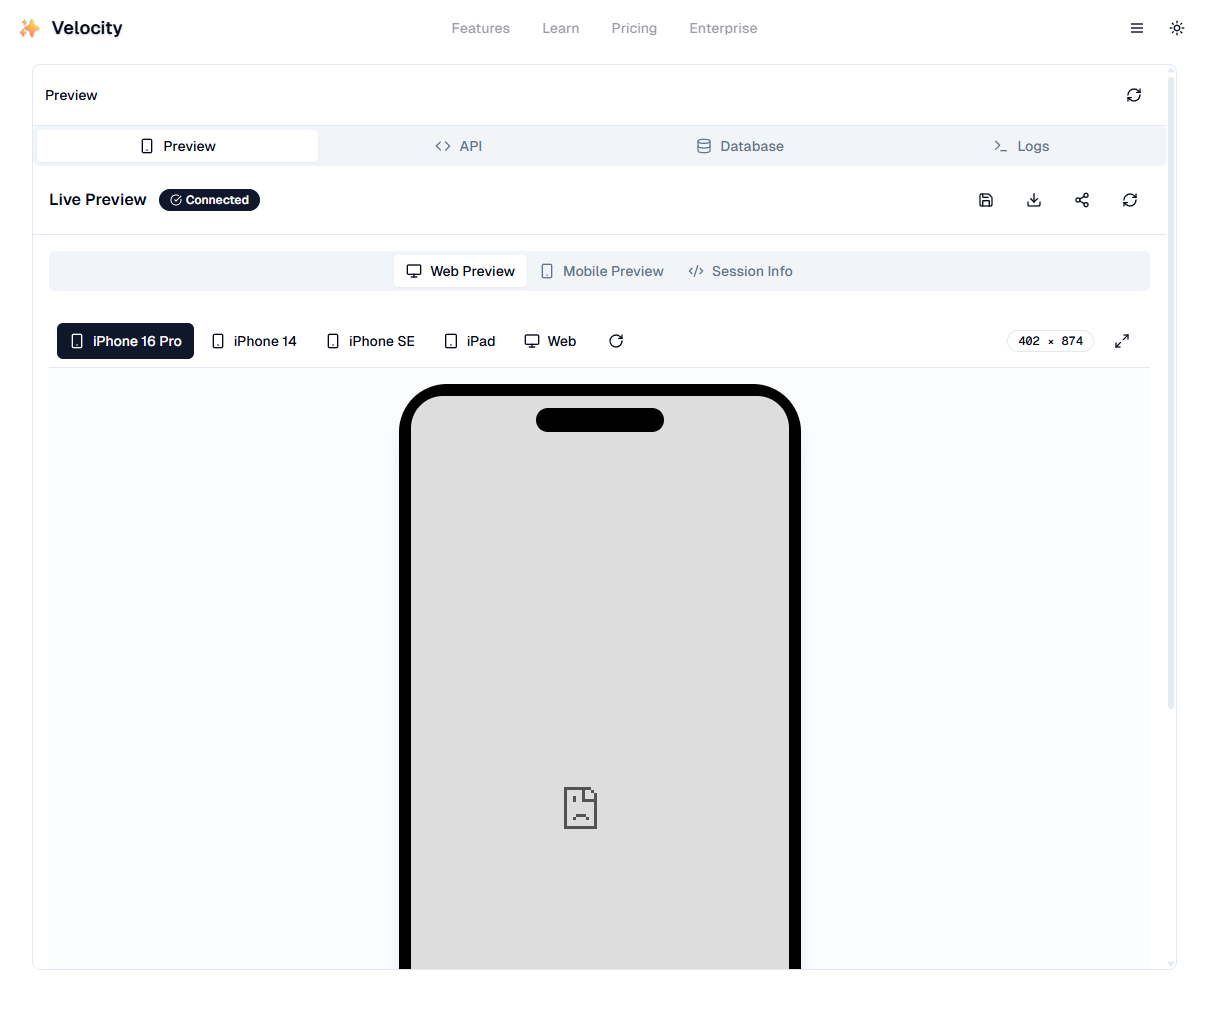 Velocity
Features Learn Pricing Enterprise
Preview
Preview API Database Logs
Live Preview Connected
Web Preview Mobile Preview Session Info
iPhone 16 Pro iPhone 14 iPhone SE iPad Web 402 × 874